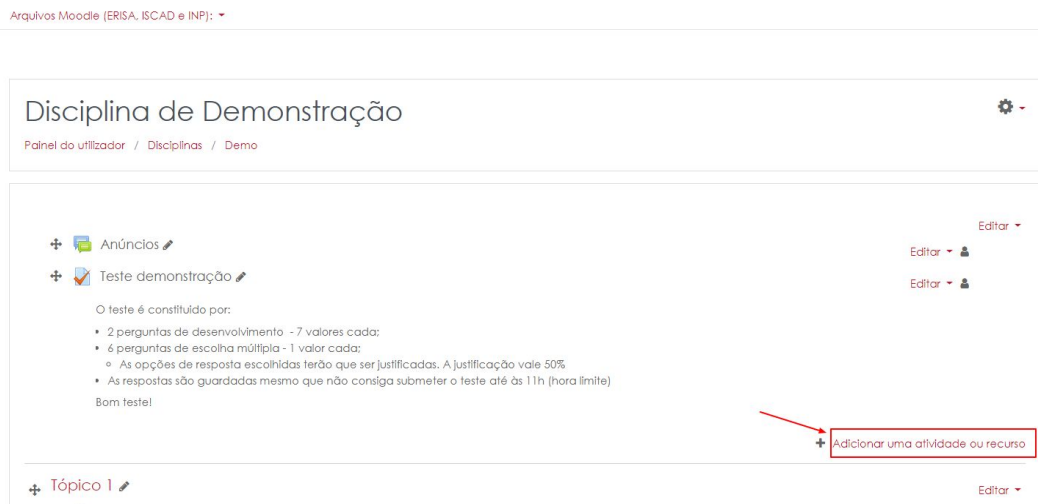 Arquivos Moodle (ERISA, ISCAD e INP):
Disciplina de Demonstração
Painel do utilizador / Disciplinas / Demo
Editar
Anúncios
Editar
Teste demonstração
Editar
O teste é constituido por:
2 perguntas de desenvolvimento - 7 valores cada;
6 perguntas de escolha múltipla - 1 valor cada;
As opções de resposta escolhidas terão que ser justificadas. A justificação vale 50%
As respostas são guardadas mesmo que não consiga submeter o teste até às 11h (hora limite)
Bom teste!
Adicionar uma atividade ou recurso
Tópico 1
Editar